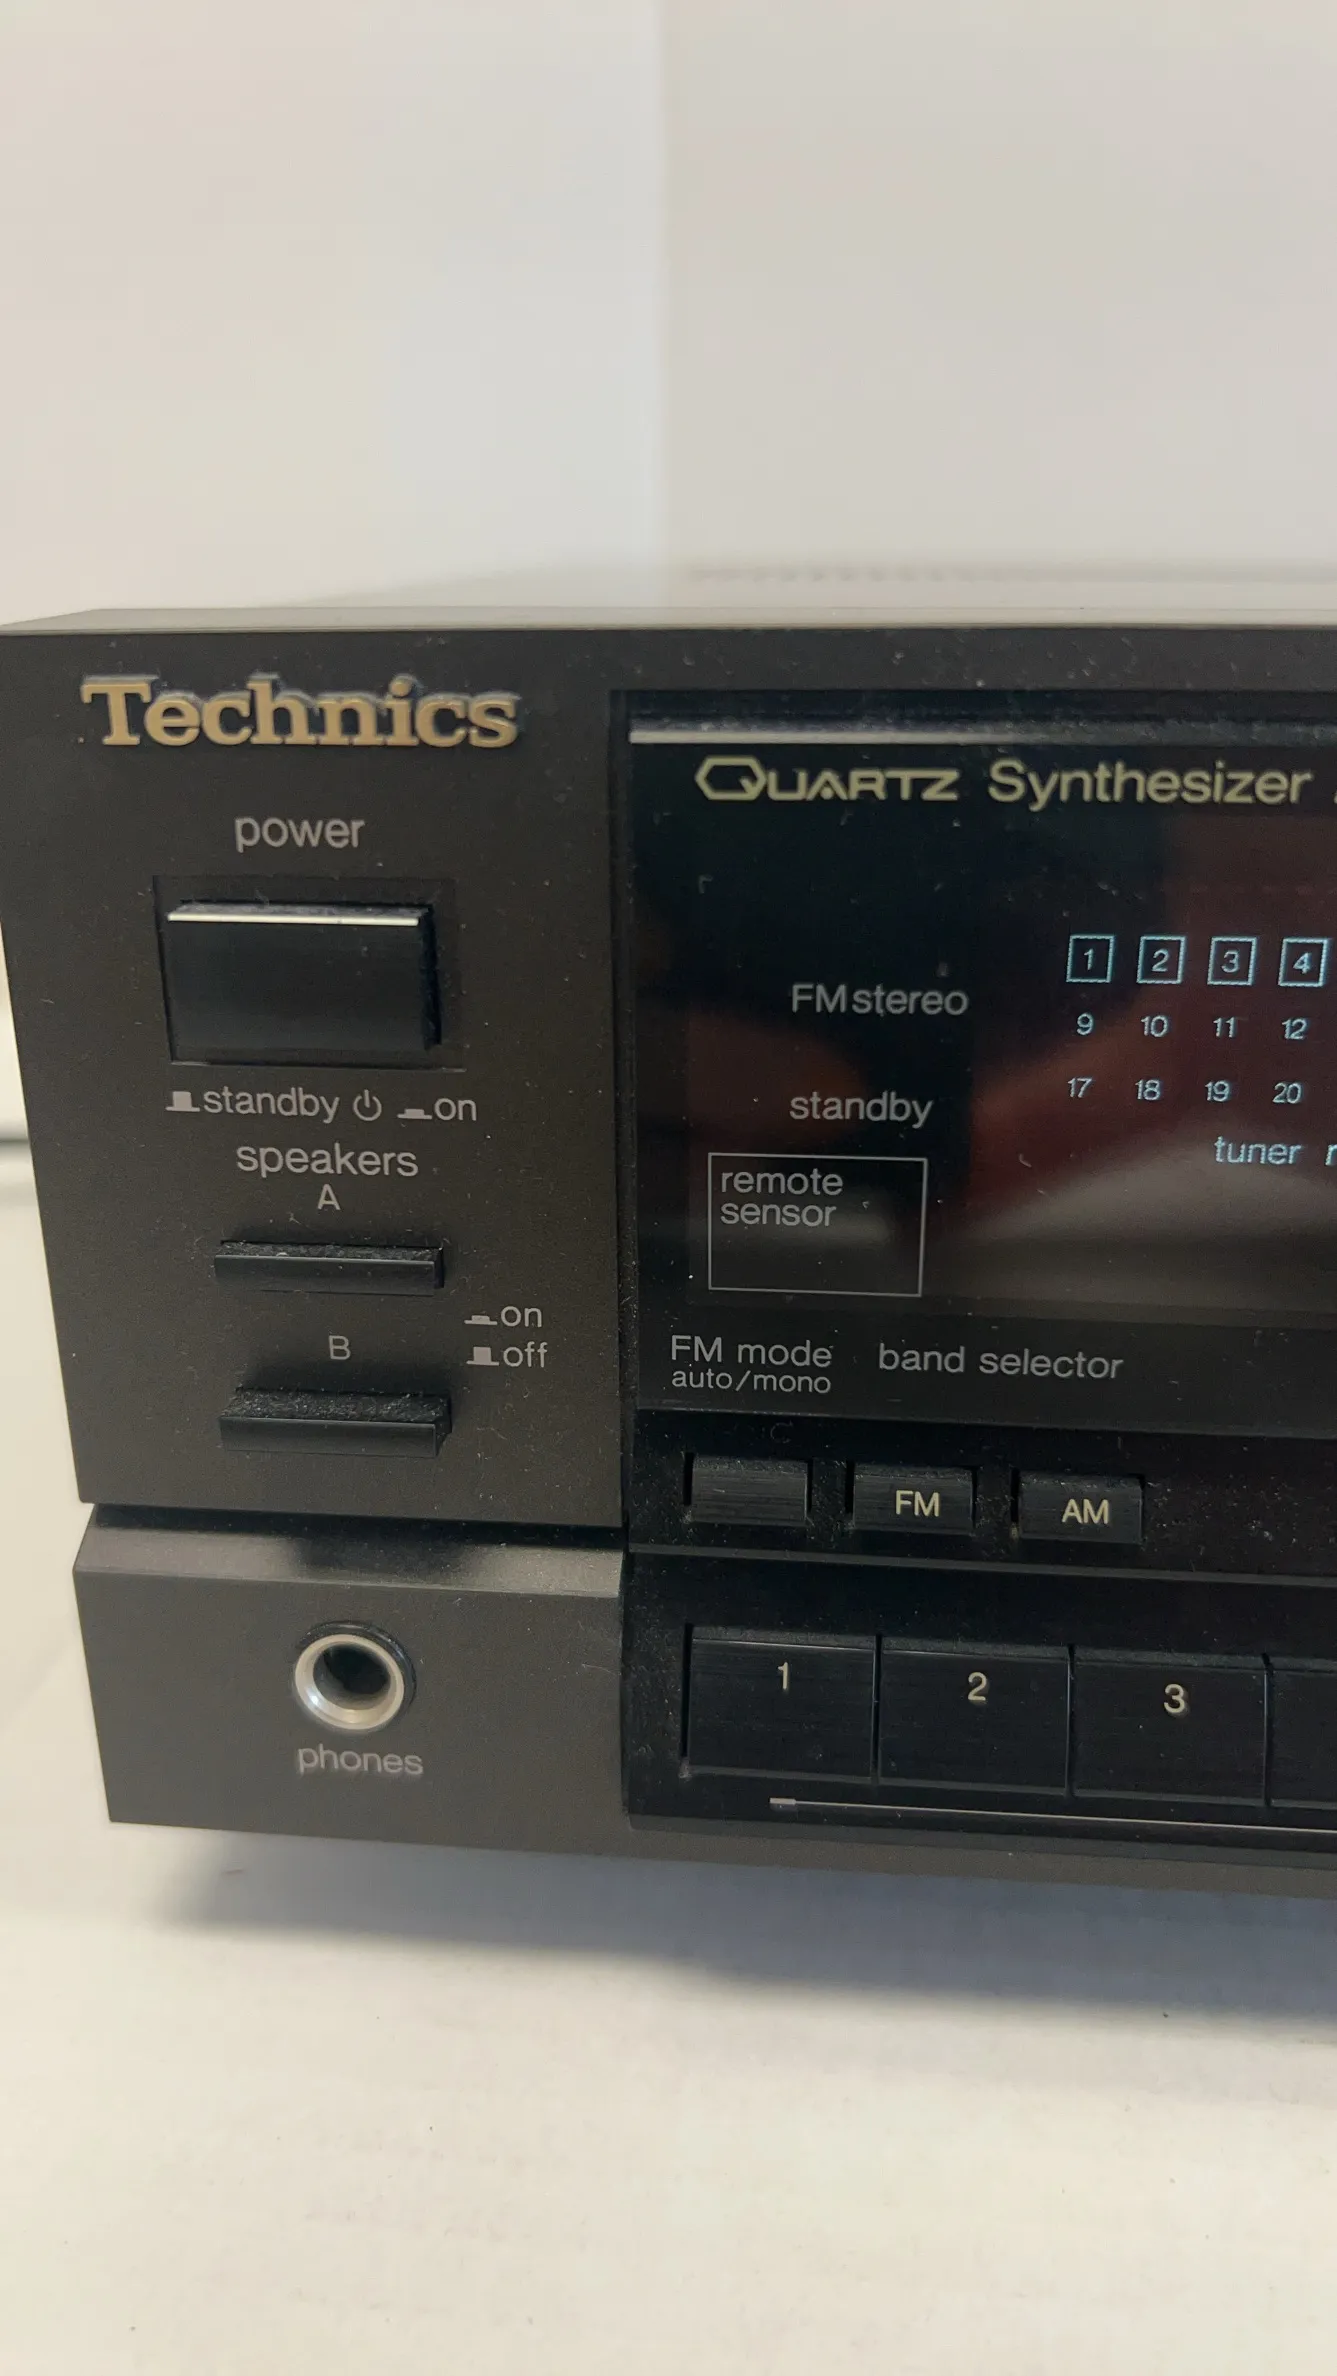 Technics
QUARTZ Synthesizer
power
1 2 3 4
FM stereo
9 10 11 12
17 18 19 20
standby on
standby
tuner
speakers
A
remote
sensor
on
B
off
FM mode band selector
auto/mono
FM AM
1 2 3
phones